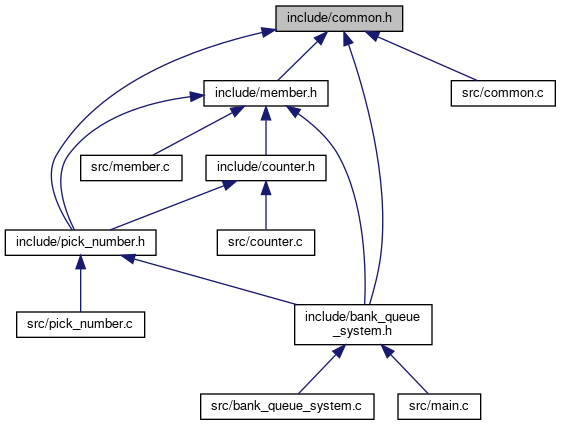 include/common.h
include/member.h
src/common.c
src/member.c
include/counter.h
include/pick_number.h
src/counter.c
src/pick_number.c
include/bank_queue
_system.h
src/bank_queue_system.c
src/main.c